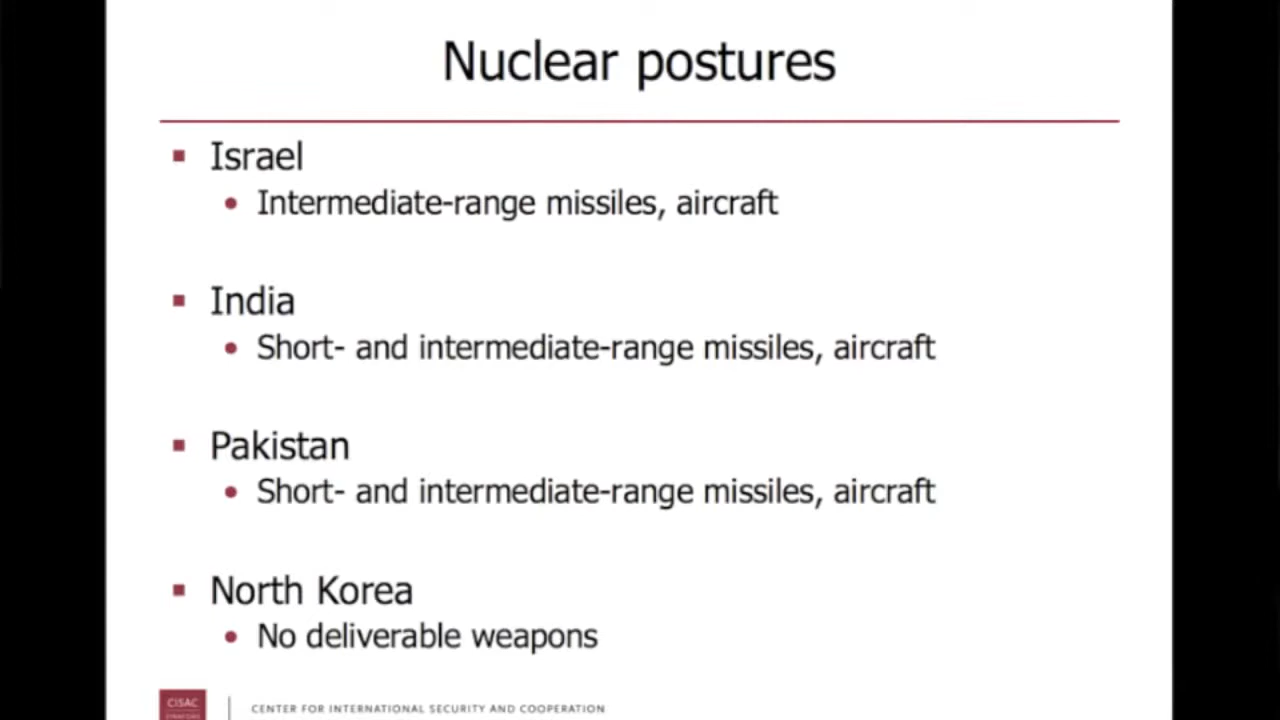 Nuclear postures
Israel
Intermediate-range missiles, aircraft
India
Short- and intermediate-range missiles, aircraft
Pakistan
Short- and intermediate-range missiles, aircraft
North Korea
No deliverable weapons
CISAC
CENTER FOR INTERNATIONAL SECURITY AND COOPERATION